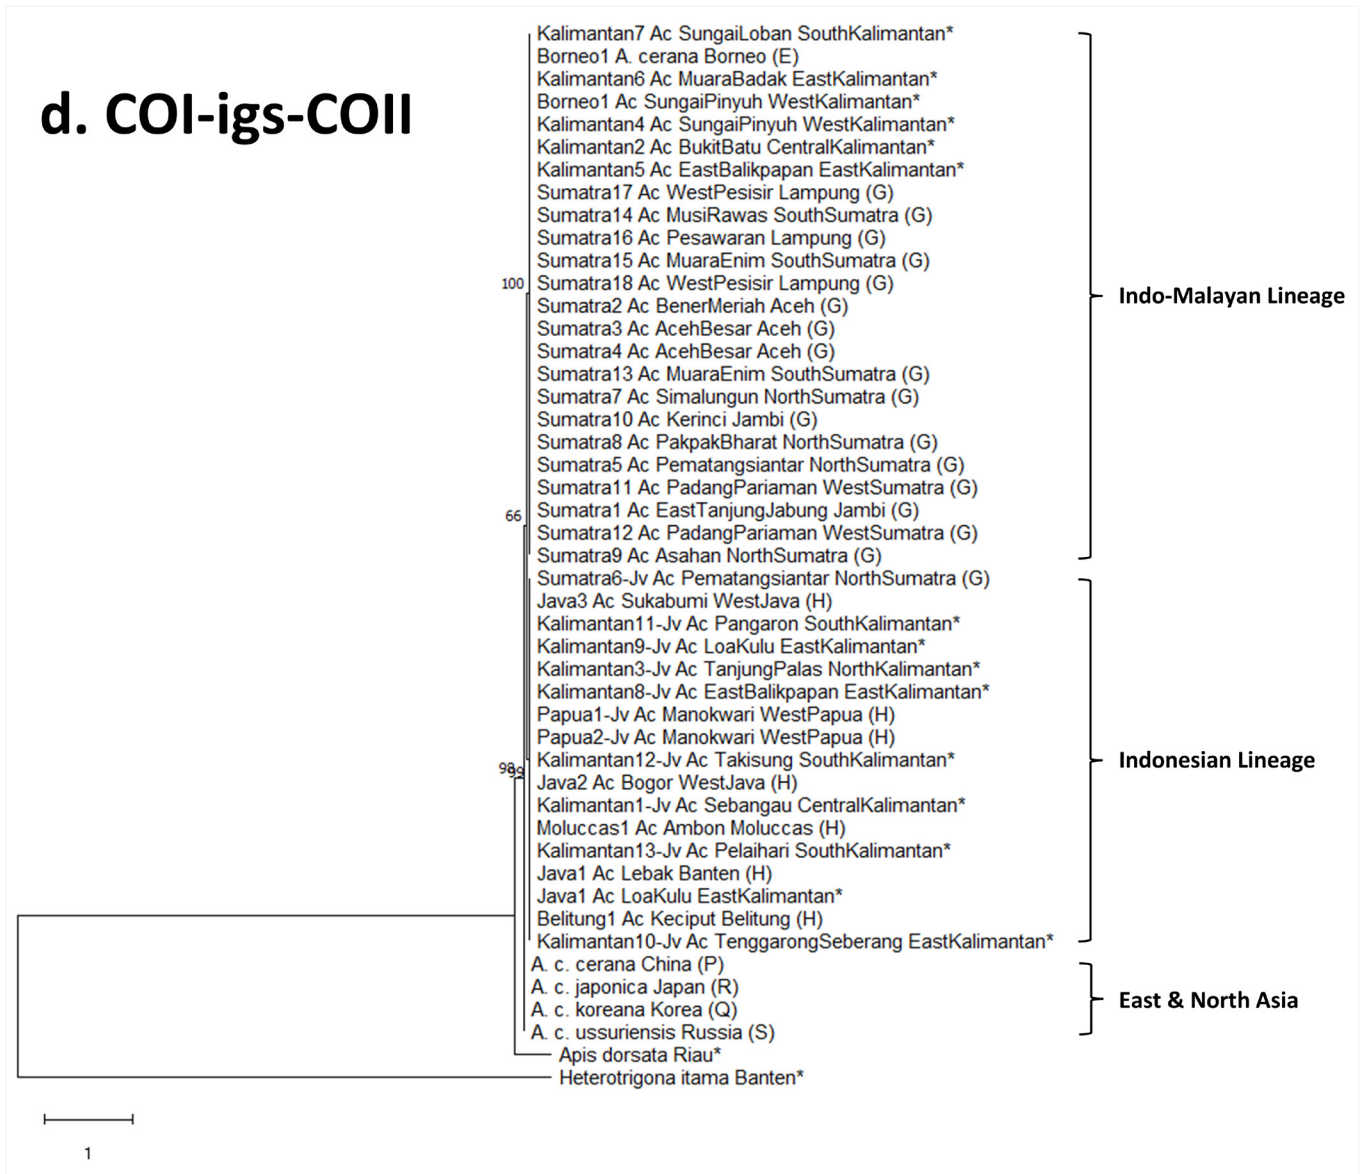 d. COI-igs-COII
Kalimantan7 Ac SungaiLoban SouthKalimantan*
Borneo1 A. cerana Borneo (E)
Kalimantan6 Ac MuaraBadak EastKalimantan*
Borneo1 Ac SungaiPinyuh WestKalimantan*
Kalimantan4 Ac SungaiPinyuh WestKalimantan*
Kalimantan2 Ac BukitBatu CentralKalimantan*
Kalimantan5 Ac EastBalikpapan EastKalimantan*
Sumatra17 Ac WestPesisir Lampung (G)
Sumatra14 Ac MusiRawas SouthSumatra (G)
Sumatra16 Ac Pesawaran Lampung (G)
Sumatra15 Ac MuaraEnim SouthSumatra (G)
Sumatra18 Ac WestPesisir Lampung (G)
100
Indo-Malayan Lineage
Sumatra2 Ac BenerMeriah Aceh (G)
Sumatra3 Ac AcehBesar Aceh (G)
Sumatra4 Ac AcehBesar Aceh (G)
Sumatra13 Ac MuaraEnim SouthSumatra (G)
Sumatra7 Ac Simalungun NorthSumatra (G)
Sumatra10 Ac Kerinci Jambi (G)
Sumatra8 Ac PakpakBharat NorthSumatra (G)
Sumatra5 Ac Pematangsiantar NorthSumatra (G)
Sumatra11 Ac PadangPariaman WestSumatra (G)
Sumatra1 Ac EastTanjungJabung Jambi (G)
66
Sumatra12 Ac PadangPariaman WestSumatra (G)
Sumatra9 Ac Asahan NorthSumatra (G)
Sumatra6-Jv Ac Pematangsiantar NorthSumatra (G)
Java3 Ac Sukabumi WestJava (H)
Kalimantan11-Jv Ac Pangaron SouthKalimantan*
Kalimantan9-Jv Ac LoaKulu EastKalimantan*
Kalimantan3-Jv Ac TanjungPalas NorthKalimantan*
Kalimantan8-Jv Ac EastBalikpapan EastKalimantan*
Papua1-Jv Ac Manokwari WestPapua (H)
Papua2-Jv Ac Manokwari WestPapua (H)
Kalimantan12-Jv Ac Takisung SouthKalimantan*
Indonesian Lineage
98
99
Java2 Ac Bogor WestJava (H)
Kalimantan1-Jv Ac Sebangau CentralKalimantan*
Moluccas1 Ac Ambon Moluccas (H)
Kalimantan13-Jv Ac Pelaihari SouthKalimantan*
Java1 Ac Lebak Banten (H)
Java1 Ac LoaKulu EastKalimantan*
Belitung1 Ac Keciput Belitung (H)
Kalimantan10-Jv Ac TenggarongSeberang EastKalimantan*
A. c. cerana China (P)
A. c. japonica Japan (R)
East & North Asia
A. c. koreana Korea (Q)
A. c. ussuriensis Russia (S)
Apis dorsata Riau*
Heterotrigona itama Banten*
1